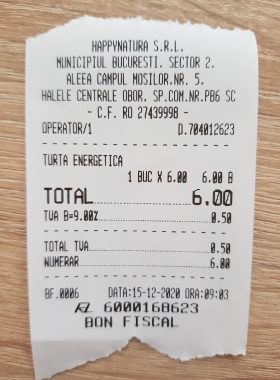 HAPPYNATURA S.R.L.
MUNICIPIUL BUCURESTI, SECTOR 2,
ALEEA CAMPUL MOSILOR,NR. 5,
HALELE CENTRALE OBOR, SP.COM.NR.PB6 SC
- C.F. RO 27439998 -
OPERATOR/1 D.704012623
TURTA ENERGETICA
1 BUC X 6.00 6.00 B
TOTAL 6.00
TVA B=9.00% 0.50
TOTAL TVA 0.50
NUMERAR 6.00
BF.0006 DATA:15-12-2020 ORA:09:03
6000168623
BON FISCAL